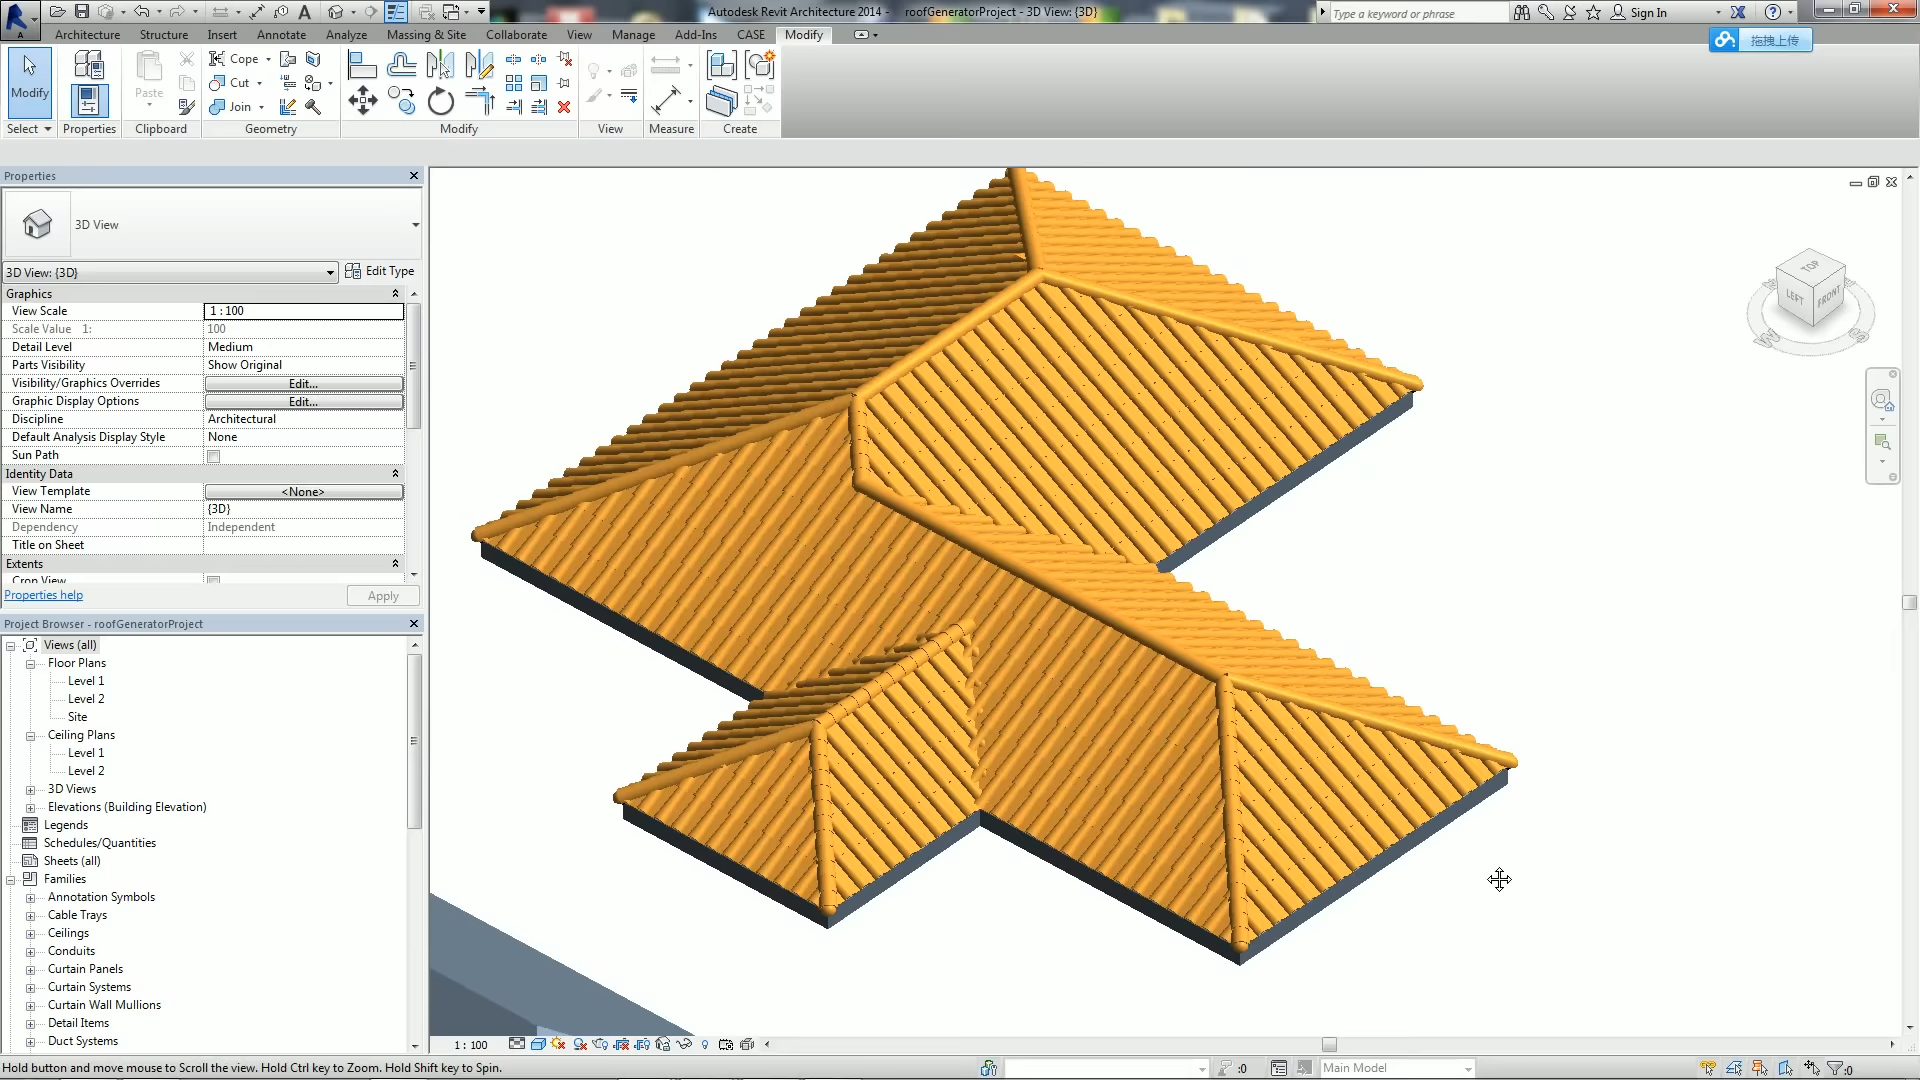 Autodesk Revit Architecture 2014 - roofGeneratorProject - 3D View: {3D}
Type a keyword or phrase
Sign In
Architecture Structure Insert Annotate Analyze Massing & Site Collaborate View Manage Add-Ins CASE Modify
拖拽上传
Modify
Paste
Cope
Cut
Join
Select Properties Clipboard Geometry Modify View Measure Create
Properties
3D View
3D View: {3D}
Edit Type
Graphics
View Scale 1 : 100
Scale Value 1: 100
Detail Level Medium
Parts Visibility Show Original
Visibility/Graphics Overrides Edit...
Graphic Display Options Edit...
Discipline Architectural
Default Analysis Display Style None
Sun Path
Identity Data
View Template <None>
View Name {3D}
Dependency Independent
Title on Sheet
Extents
Crop View
Properties help
Apply
Project Browser - roofGeneratorProject
Views (all)
Floor Plans
Level 1
Level 2
Site
Ceiling Plans
Level 1
Level 2
3D Views
Elevations (Building Elevation)
Legends
Schedules/Quantities
Sheets (all)
Families
Annotation Symbols
Cable Trays
Ceilings
Conduits
Curtain Panels
Curtain Systems
Curtain Wall Mullions
Detail Items
Duct Systems
TOP
LEFT
FRONT
W
S
1 : 100
Hold button and move mouse to Scroll the view. Hold Ctrl key to Zoom. Hold Shift key to Spin.
:0
Main Model
:0